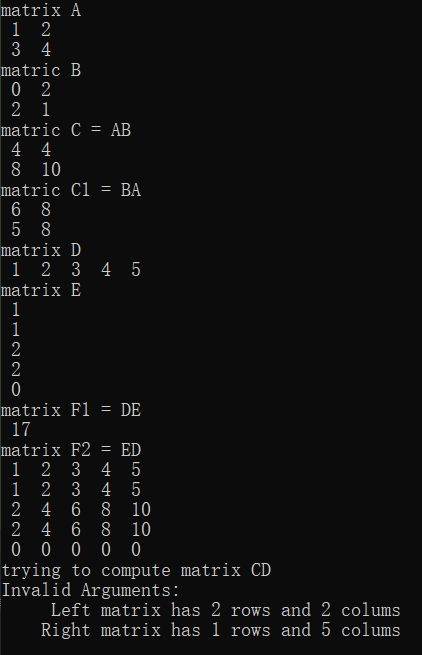 matrix A
1 2
3 4
matric B
0 2
2 1
matric C = AB
4 4
8 10
matric C1 = BA
6 8
5 8
matrix D
1 2 3 4 5
matrix E
1
1
2
2
0
matrix F1 = DE
17
matrix F2 = ED
1 2 3 4 5
1 2 3 4 5
2 4 6 8 10
2 4 6 8 10
0 0 0 0 0
trying to compute matrix CD
Invalid Arguments:
Left matrix has 2 rows and 2 colums
Right matrix has 1 rows and 5 colums